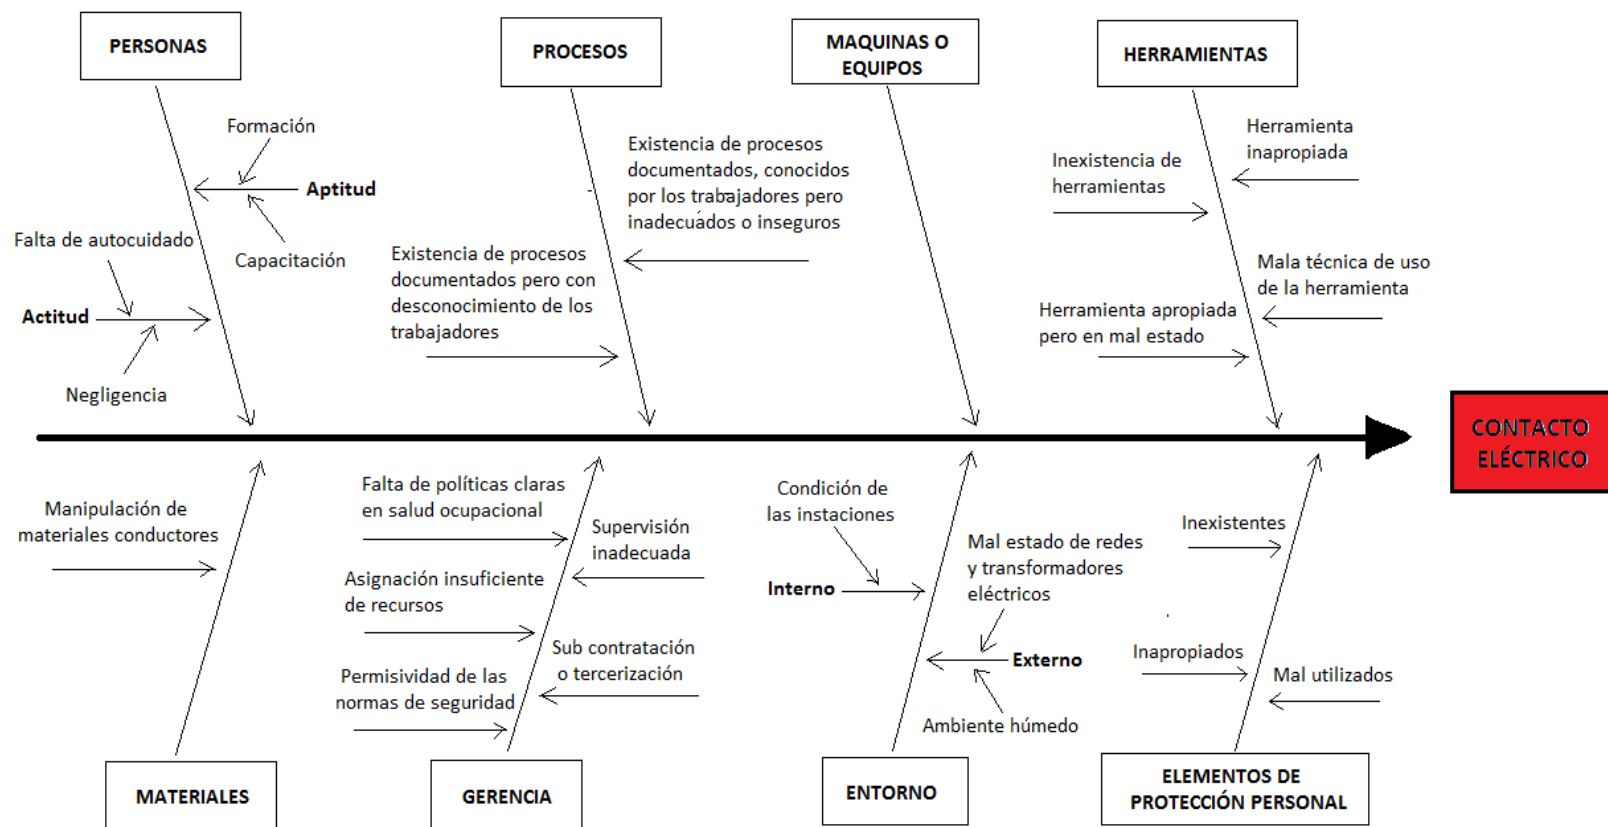 PERSONAS
PROCESOS
MAQUINAS O
EQUIPOS
HERRAMIENTAS
Formación
Aptitud
Capacitación
Falta de autocuidado
Actitud
Negligencia
Existencia de procesos
documentados, conocidos
por los trabajadores pero
inadecuados o inseguros
Existencia de procesos
documentados pero con
desconocimiento de los
trabajadores
Herramienta
inapropiada
Inexistencia de
herramientas
Mala técnica de uso
de la herramienta
Herramienta apropiada
pero en mal estado
CONTACTO
ELÉCTRICO
Manipulación de
materiales conductores
Falta de políticas claras
en salud ocupacional
Supervisión
inadecuada
Asignación insuficiente
de recursos
Sub contratación
o tercerización
Permisividad de las
normas de seguridad
Condición de
las instaciones
Interno
Mal estado de redes
y transformadores
eléctricos
Externo
Ambiente húmedo
Inexistentes
Inapropiados
Mal utilizados
MATERIALES
GERENCIA
ENTORNO
ELEMENTOS DE
PROTECCIÓN PERSONAL